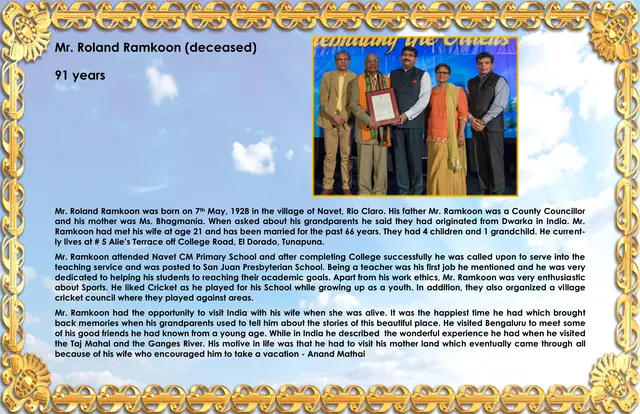 Mr. Roland Ramkoon (deceased)
91 years
Mr. Roland Ramkoon was born on 7th May, 1928 in the village of Navet, Rio Claro. His father Mr. Ramkoon was a County Councillor
and his mother was Ms. Bhagmania. When asked about his grandparents he said they had originated from Dwarka in India. Mr.
Ramkoon had met his wife at age 21 and has been married for the past 66 years. They had 4 children and 1 grandchild. He current-
ly lives at # 5 Alie's Terrace off College Road, El Dorado, Tunapuna.
Mr. Ramkoon attended Navet CM Primary School and after completing College successfully he was called upon to serve into the
teaching service and was posted to San Juan Presbyterian School. Being a teacher was his first job he mentioned and he was very
dedicated to helping his students to reaching their academic goals. Apart from his work ethics, Mr. Ramkoon was very enthusiastic
about Sports. He liked Cricket as he played for his School while growing up as a youth. In addition, they also organized a village
cricket council where they played against areas.
Mr. Ramkoon had the opportunity to visit India with his wife when she was alive. It was the happiest time he had which brought
back memories when his grandparents used to tell him about the stories of this beautiful place. He visited Bengaluru to meet some
of his good friends he had known from a young age. While in India he described the wonderful experience he had when he visited
the Taj Mahal and the Ganges River. His motive in life was that he had to visit his mother land which eventually came through all
because of his wife who encouraged him to take a vacation - Anand Mathai